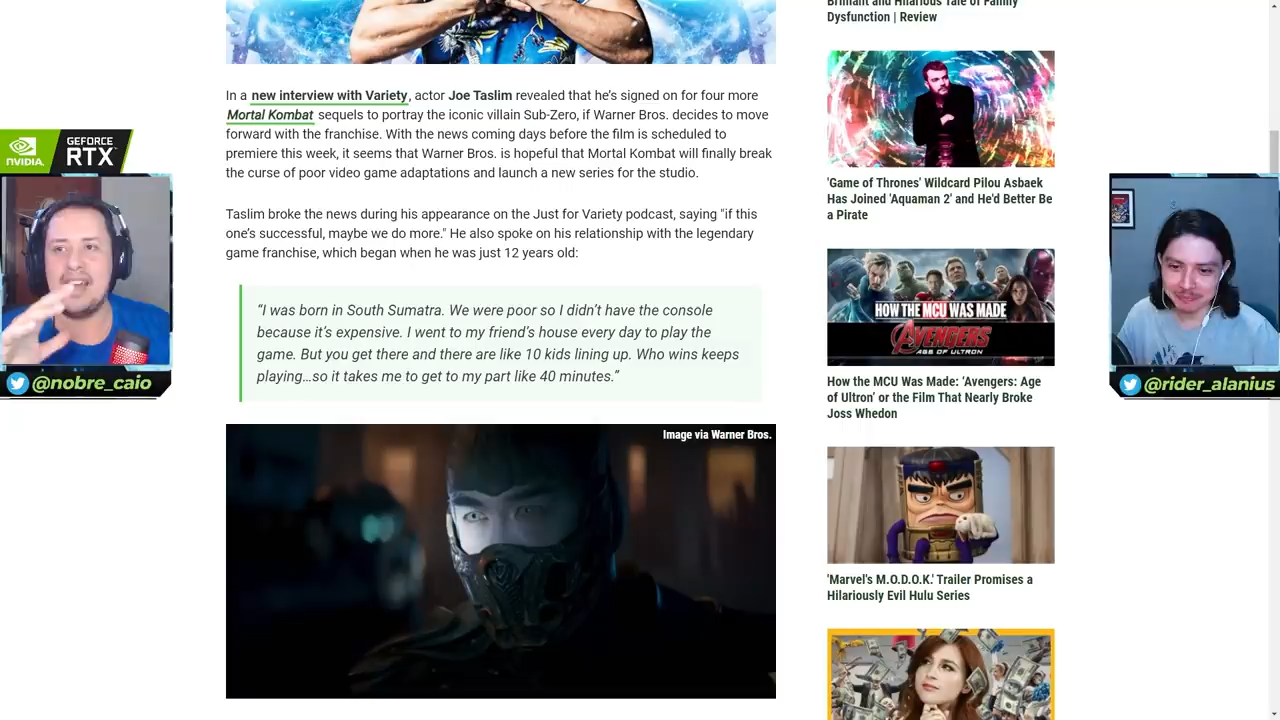 In a new interview with Variety, actor Joe Taslim revealed that he's signed on for four more
Mortal Kombat sequels to portray the iconic villain Sub-Zero, if Warner Bros. decides to move
forward with the franchise. With the news coming days before the film is scheduled to
premiere this week, it seems that Warner Bros. is hopeful that Mortal Kombat will finally break
the curse of poor video game adaptations and launch a new series for the studio.
Taslim broke the news during his appearance on the Just for Variety podcast, saying "if this
one's successful, maybe we do more." He also spoke on his relationship with the legendary
game franchise, which began when he was just 12 years old:
“I was born in South Sumatra. We were poor so I didn’t have the console
because it’s expensive. I went to my friend’s house every day to play the
game. But you get there and there are like 10 kids lining up. Who wins keeps
playing…so it takes me to get to my part like 40 minutes.”
Image via Warner Bros.
Brilliant and Hilarious Tale of Family
Dysfunction | Review
'Game of Thrones' Wildcard Pilou Asbaek
Has Joined 'Aquaman 2' and He'd Better Be
a Pirate
HOW THE MCU WAS MADE
AVENGERS
AGE OF ULTRON
How the MCU Was Made: ‘Avengers: Age
of Ultron’ or the Film That Nearly Broke
Joss Whedon
'Marvel's M.O.D.O.K.' Trailer Promises a
Hilariously Evil Hulu Series
NVIDIA.
GEFORCE
RTX
@nobre_caio
@rider_alanius